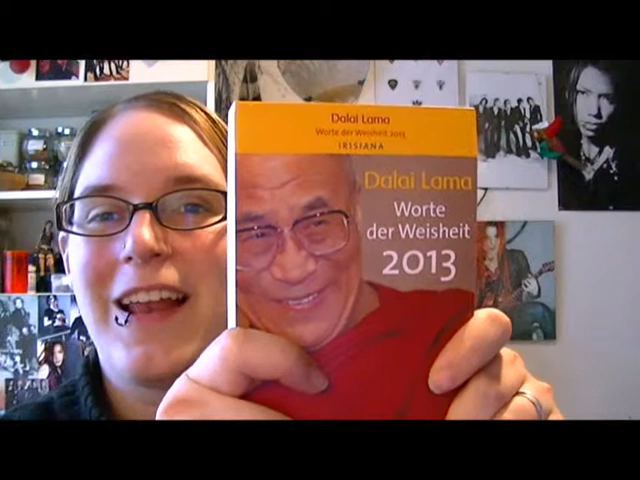 Dalai Lama
Worte der Weisheit 2013
IRISIANA
Dalai Lama
Worte
der Weisheit
2013